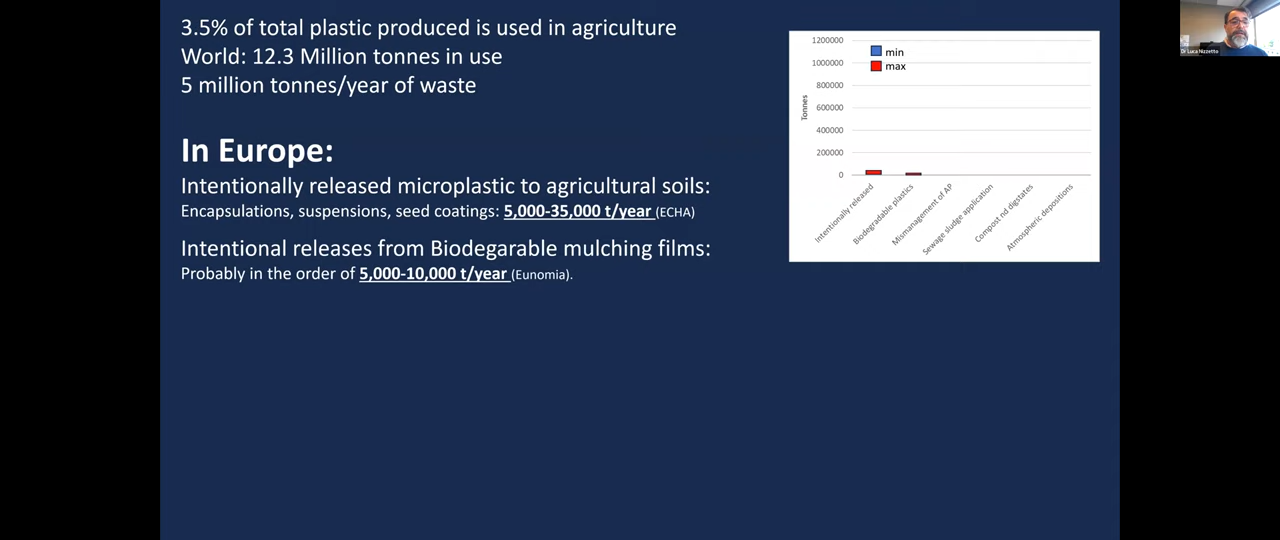 3.5% of total plastic produced is used in agriculture
World: 12.3 Million tonnes in use
5 million tonnes/year of waste
In Europe:
Intentionally released microplastic to agricultural soils:
Encapsulations, suspensions, seed coatings: 5,000-35,000 t/year (ECHA)
Intentional releases from Biodegarable mulching films:
Probably in the order of 5,000-10,000 t/year (Eunomia).
min
max
Tonnes
1200000
1000000
800000
600000
400000
200000
0
Intentionally released
Biodegradable plastics
Mismanagement of AP
Sewage sludge application
Compost nd digstates
Atmospheric depositions
Dr Luca Nizzetto